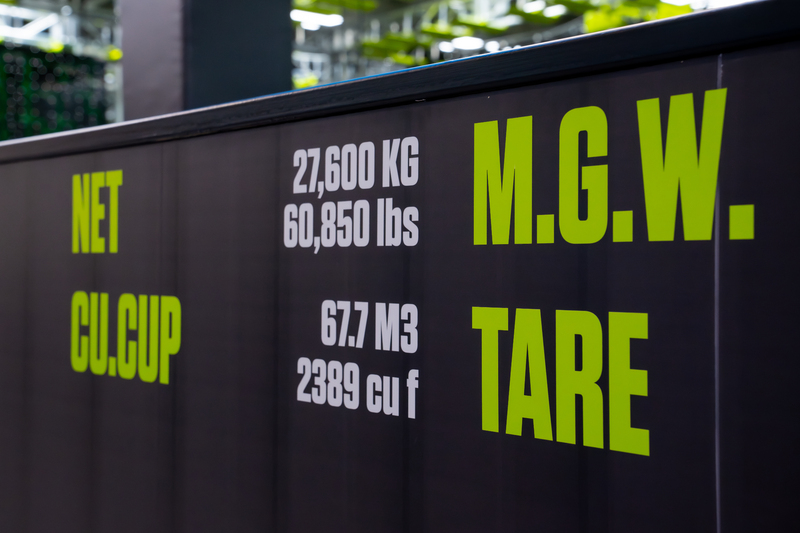 NET
27,600 KG
60,850 lbs
CU.CUP
67.7 M3
2389 cu f
M.G.W.
TARE